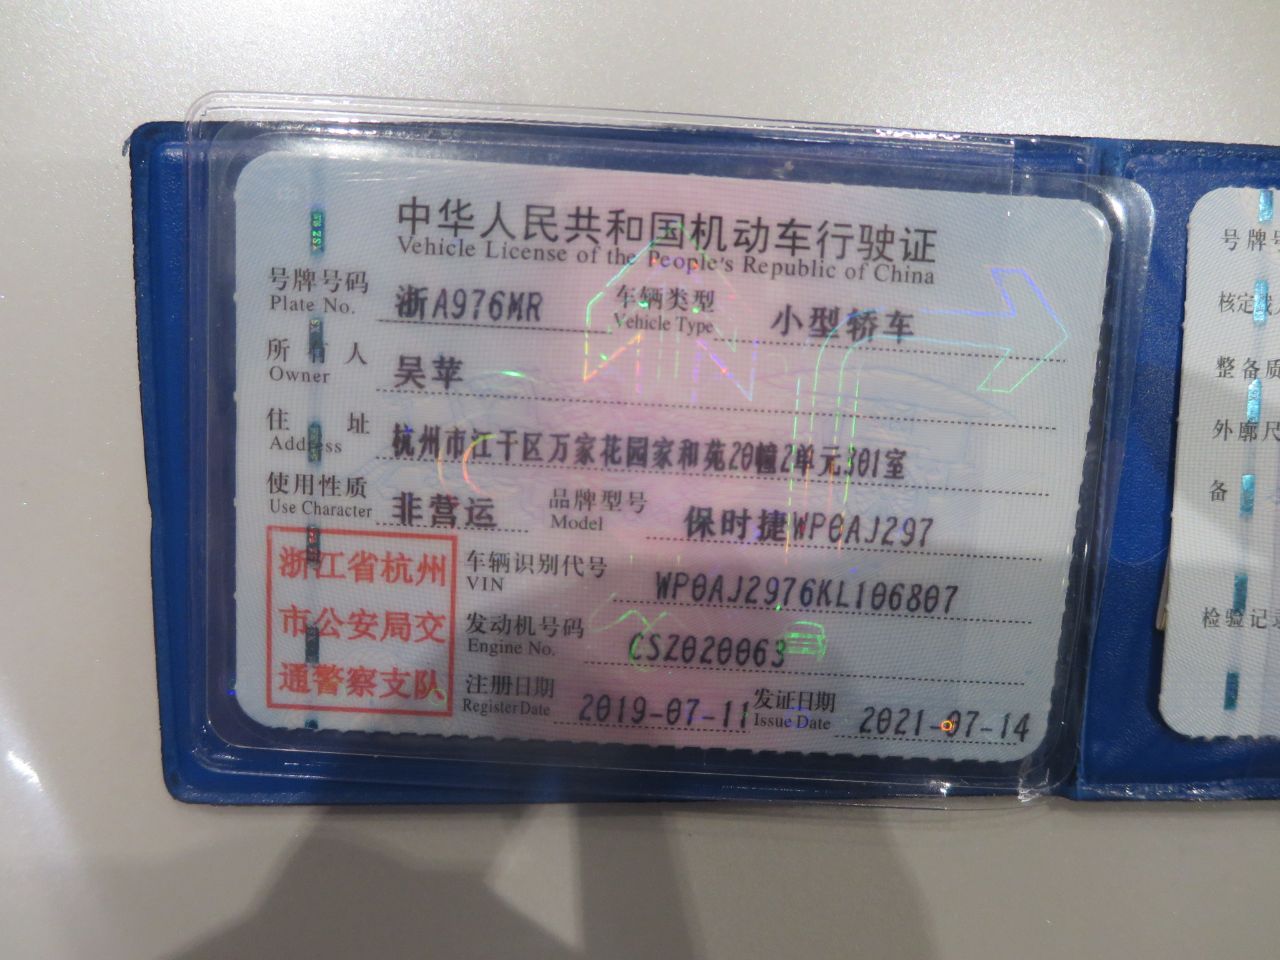 中华人民共和国机动车行驶证
Vehicle License of the People's Republic of China
号牌号码 浙A976MR 车辆类型 小型轿车
Plate No. Vehicle Type
所有人 吴苹
Owner
住址 杭州市江干区万家花园家和苑20幢2单元301室
Address
使用性质 非营运 品牌型号 保时捷WP0AJ297
Use Character Model
浙江省杭州
市公安局交
通警察支队
车辆识别代号 WP0AJ2976KL106807
VIN
发动机号码 CSZ020063
Engine No.
注册日期 2019-07-11 发证日期 2021-07-14
Register Date Issue Date
号牌号
核定载
整备质
外廓尺
备
检验记